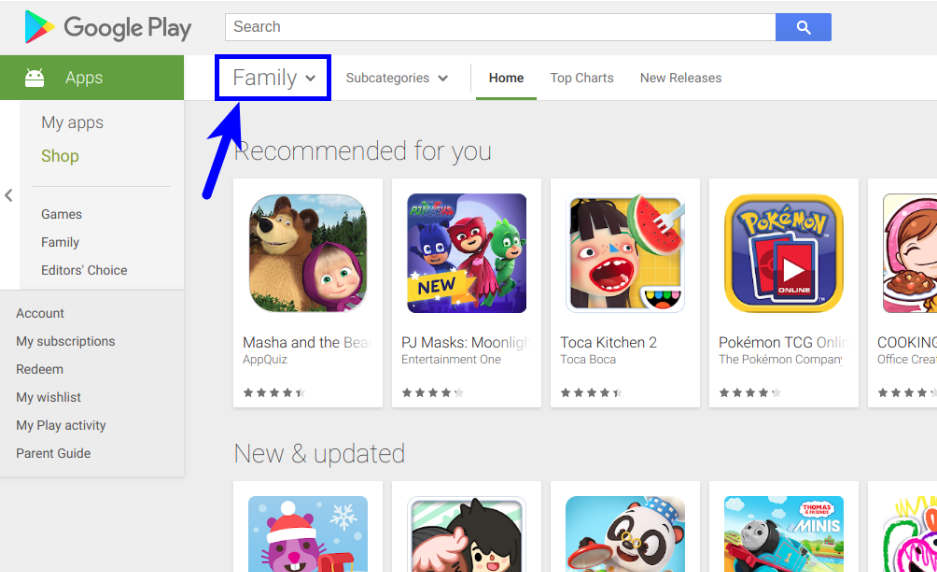 Google Play
Search
Apps
Family
Subcategories
Home
Top Charts
New Releases
My apps
Shop
Games
Family
Editors' Choice
Account
My subscriptions
Redeem
My wishlist
My Play activity
Parent Guide
Recommended for you
PJ MASKS
NEW
POKéMON
ONLINE
Masha and the Bea
AppQuiz
PJ Masks: Moonligh
Entertainment One
Toca Kitchen 2
Toca Boca
Pokémon TCG Onli
The Pokémon Company
COOKING
Office Crea
New & updated
THOMAS
& FRIENDS
MINIS